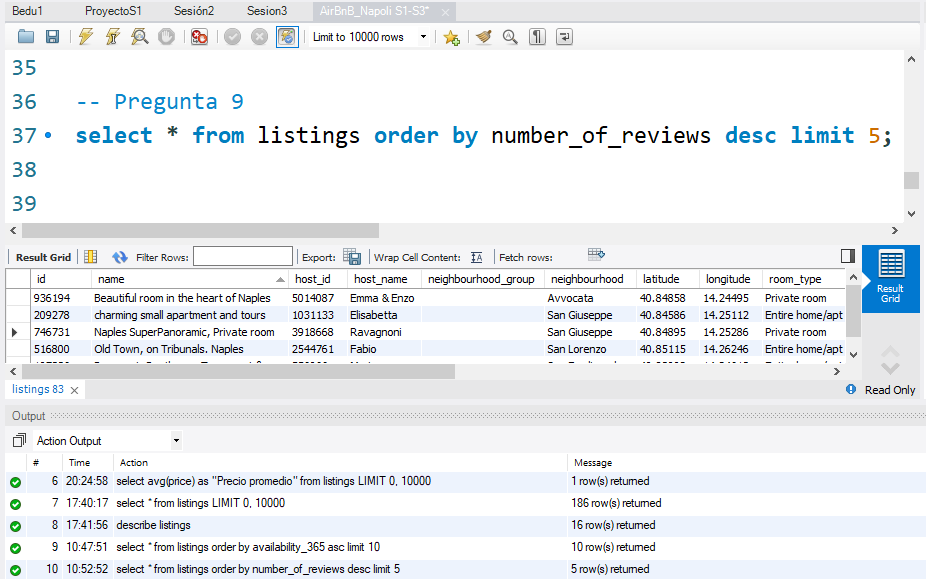 Bedu1 ProyectoS1 Sesión2 Sesion3 AirBnB_Napoli S1-S3*
Limit to 10000 rows
35
36 -- Pregunta 9
37 select * from listings order by number_of_reviews desc limit 5;
38
39
Result Grid Filter Rows: Export: Wrap Cell Content: Fetch rows:
id name host_id host_name neighbourhood_group neighbourhood latitude longitude room_type
936194 Beautiful room in the heart of Naples 5014087 Emma & Enzo Avvocata 40.84858 14.24495 Private room
209278 charming small apartment and tours 1031133 Elisabetta San Giuseppe 40.84586 14.25112 Entire home/apt
746731 Naples SuperPanoramic, Private room 3918668 Ravagnoni San Giuseppe 40.84895 14.25286 Private room
516800 Old Town, on Tribunals. Naples 2544761 Fabio San Lorenzo 40.85115 14.26246 Entire home/apt
Result Grid
listings 83 Read Only
Output
Action Output
# Time Action Message
6 20:24:58 select avg(price) as "Precio promedio" from listings LIMIT 0, 10000 1 row(s) returned
7 17:40:17 select * from listings LIMIT 0, 10000 186 row(s) returned
8 17:41:56 describe listings 16 row(s) returned
9 10:47:51 select * from listings order by availability_365 asc limit 10 10 row(s) returned
10 10:52:52 select * from listings order by number_of_reviews desc limit 5 5 row(s) returned